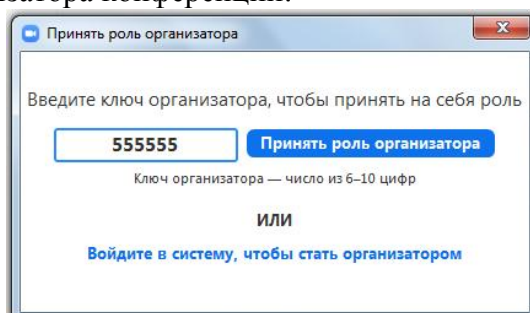 Принять роль организатора
Введите ключ организатора, чтобы принять на себя роль
555555 Принять роль организатора
Ключ организатора — число из 6–10 цифр
ИЛИ
Войдите в систему, чтобы стать организатором